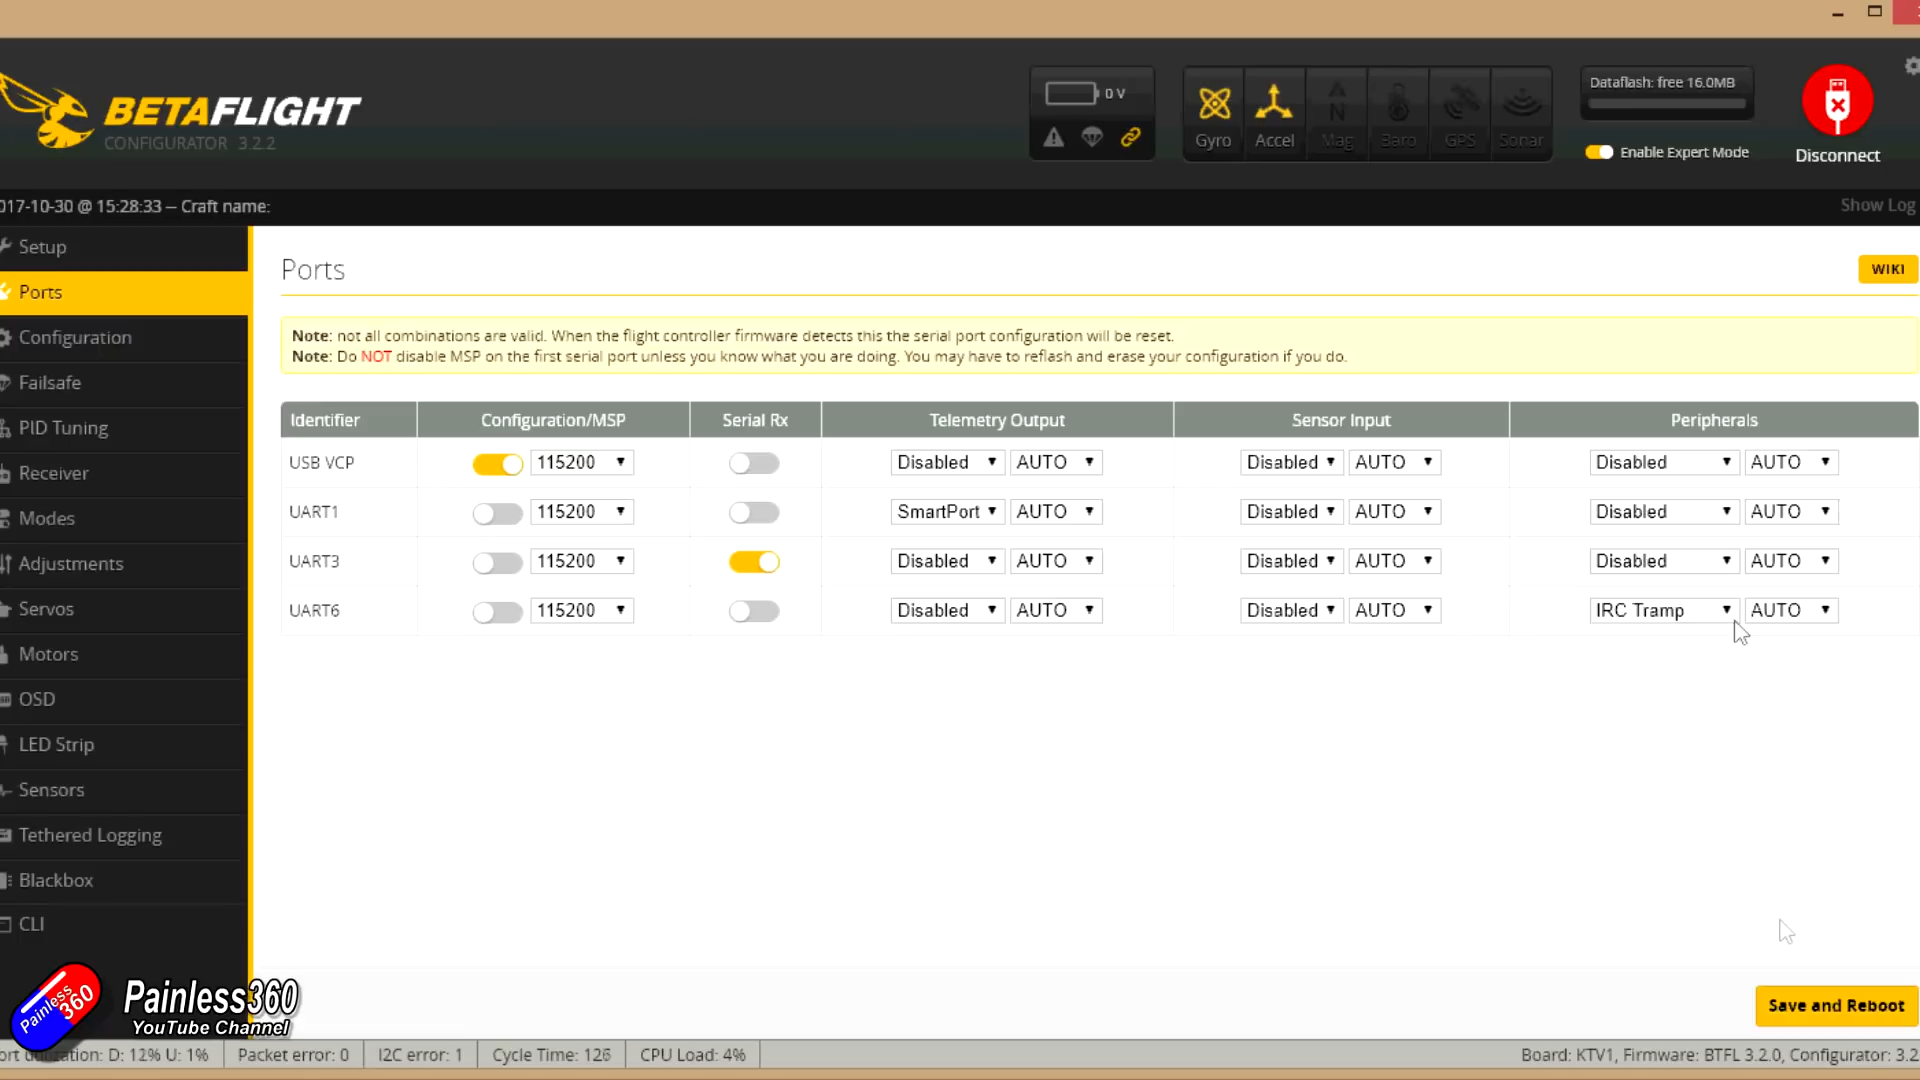 BETAFLIGHT
CONFIGURATOR 3.2.2
0 V
Gyro
Accel
Mag
Baro
GPS
Sonar
Dataflash: free 16.0MB
Enable Expert Mode
Disconnect
017-10-30 @ 15:28:33 -- Craft name:
Show Log
Setup
Ports
Configuration
Failsafe
PID Tuning
Receiver
Modes
Adjustments
Servos
Motors
OSD
LED Strip
Sensors
Tethered Logging
Blackbox
CLI
Ports
WIKI
Note: not all combinations are valid. When the flight controller firmware detects this the serial port configuration will be reset.
Note: Do NOT disable MSP on the first serial port unless you know what you are doing. You may have to reflash and erase your configuration if you do.
Identifier Configuration/MSP Serial Rx Telemetry Output Sensor Input Peripherals
USB VCP 115200 Disabled AUTO Disabled AUTO Disabled AUTO
UART1 115200 SmartPort AUTO Disabled AUTO Disabled AUTO
UART3 115200 Disabled AUTO Disabled AUTO Disabled AUTO
UART6 115200 Disabled AUTO Disabled AUTO IRC Tramp AUTO
Save and Reboot
Painless
360
Painless360
YouTube Channel
ort utilization: D: 12% U: 1% Packet error: 0 I2C error: 1 Cycle Time: 126 CPU Load: 4%
Board: KTV1, Firmware: BTFL 3.2.0, Configurator: 3.2